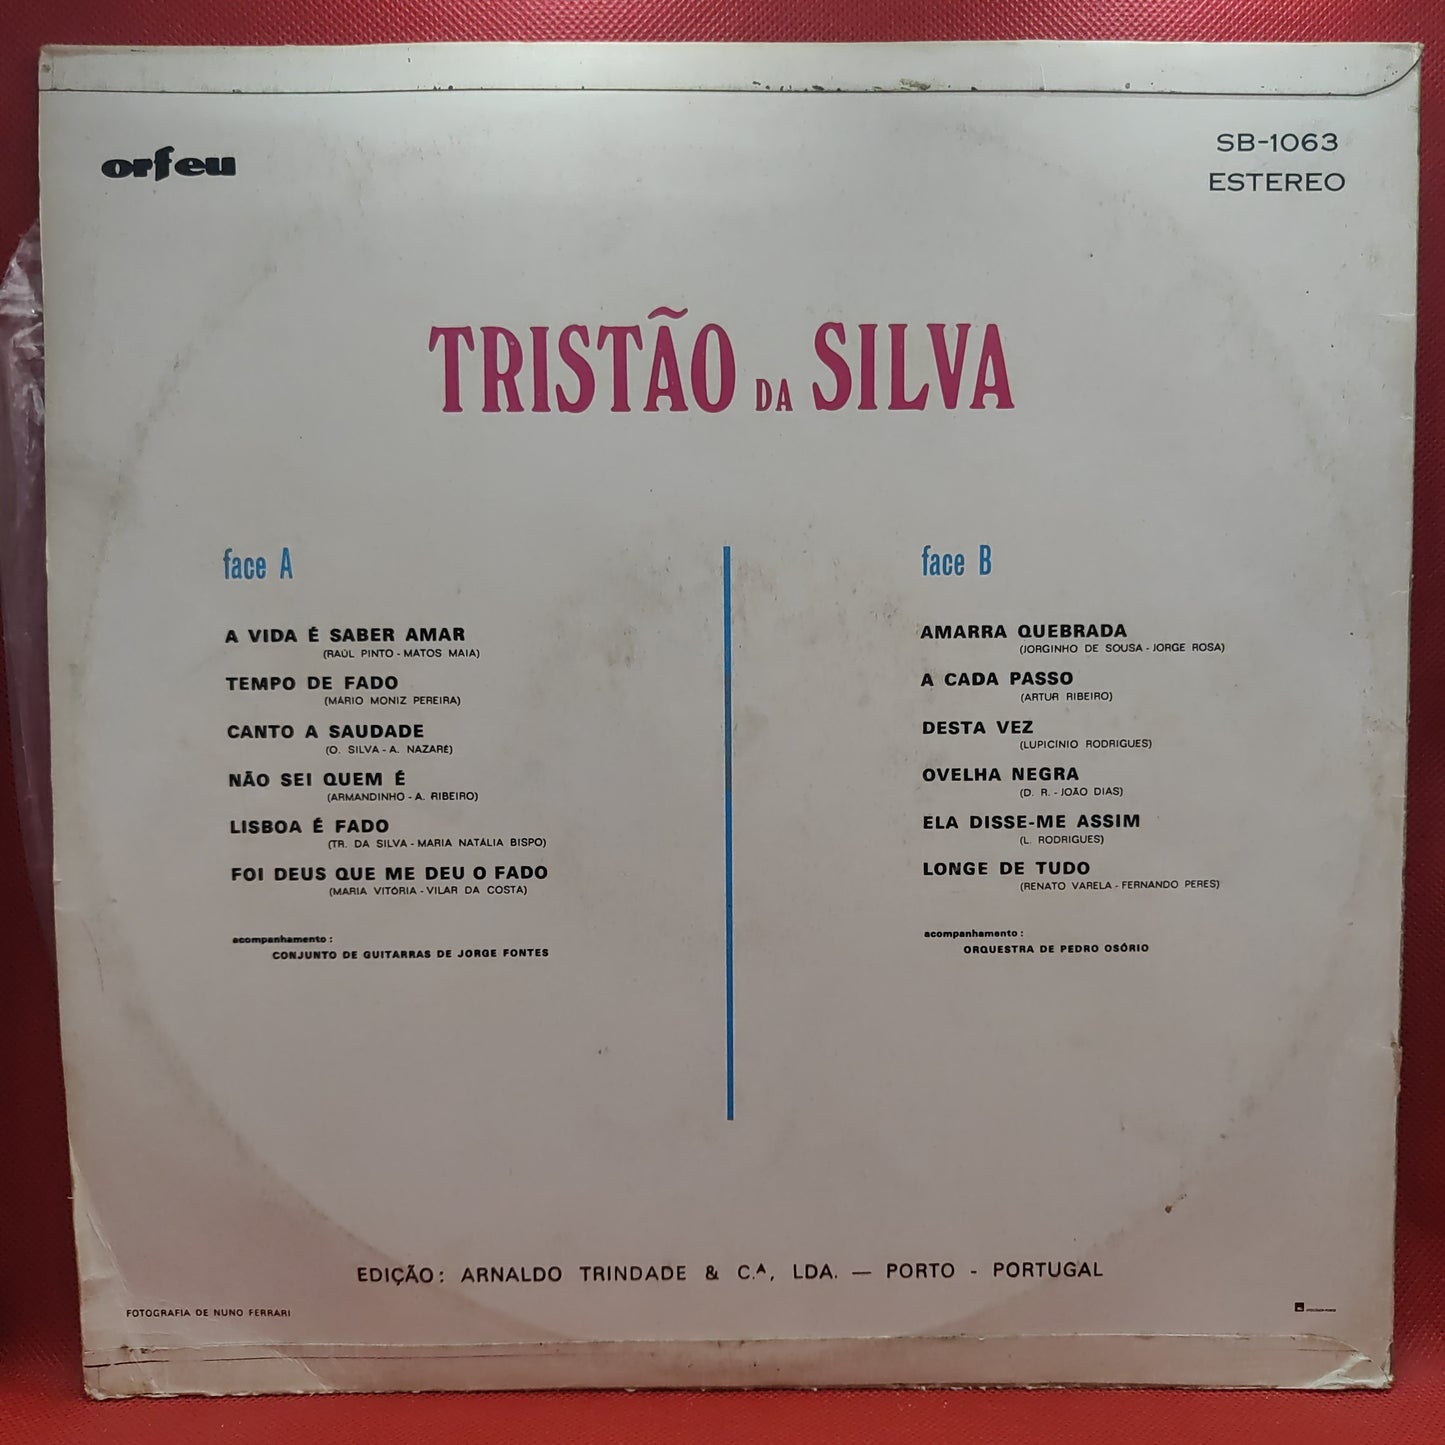 orfeu
SB-1063
ESTEREO
TRISTÃO DA SILVA
face A
A VIDA É SABER AMAR
(RAÚL PINTO - MATOS MAIA)
TEMPO DE FADO
(MÁRIO MONIZ PEREIRA)
CANTO A SAUDADE
(O. SILVA - A. NAZARÉ)
NÃO SEI QUEM É
(ARMANDINHO - A. RIBEIRO)
LISBOA É FADO
(TR. DA SILVA - MARIA NATÁLIA BISPO)
FOI DEUS QUE ME DEU O FADO
(MARIA VITÓRIA - VILAR DA COSTA)
acompanhamento :
CONJUNTO DE GUITARRAS DE JORGE FONTES
face B
AMARRA QUEBRADA
(JORGINHO DE SOUSA - JORGE ROSA)
A CADA PASSO
(ARTUR RIBEIRO)
DESTA VEZ
(LUPICÍNIO RODRIGUES)
OVELHA NEGRA
(D. R. - JOÃO DIAS)
ELA DISSE-ME ASSIM
(L. RODRIGUES)
LONGE DE TUDO
(RENATO VARELA - FERNANDO PERES)
acompanhamento :
ORQUESTRA DE PEDRO OSÓRIO
EDIÇÃO : ARNALDO TRINDADE & C.ª, LDA. — PORTO - PORTUGAL
FOTOGRAFIA DE NUNO FERRARI